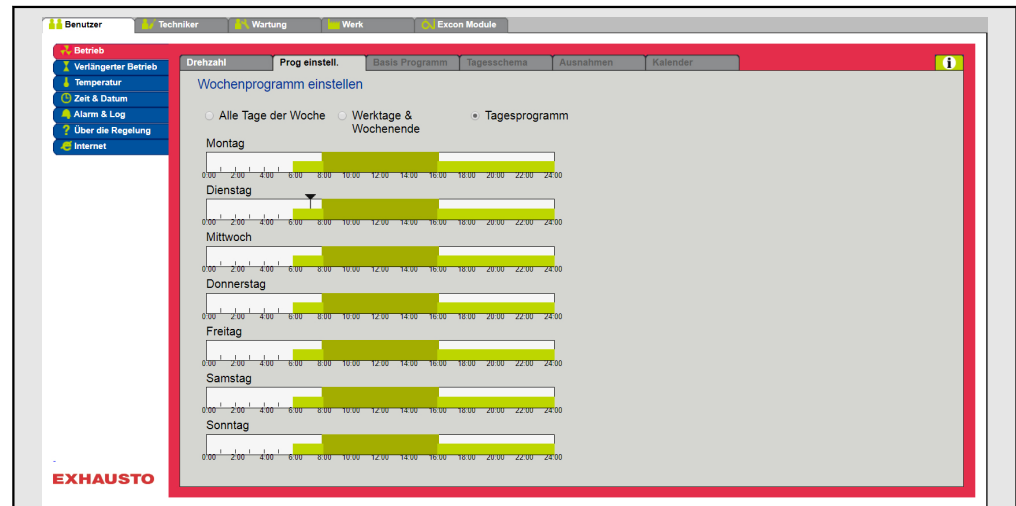 Benutzer Techniker Wartung Werk Excon Module
Betrieb
Verlängerter Betrieb
Temperatur
Zeit & Datum
Alarm & Log
Über die Regelung
Internet
Drehzahl Prog einstell. Basis Programm Tagesschema Ausnahmen Kalender i
Wochenprogramm einstellen
Alle Tage der Woche Werktage & Wochenende Tagesprogramm
Montag
0:00 2:00 4:00 6:00 8:00 10:00 12:00 14:00 16:00 18:00 20:00 22:00 24:00
Dienstag
0:00 2:00 4:00 6:00 8:00 10:00 12:00 14:00 16:00 18:00 20:00 22:00 24:00
Mittwoch
0:00 2:00 4:00 6:00 8:00 10:00 12:00 14:00 16:00 18:00 20:00 22:00 24:00
Donnerstag
0:00 2:00 4:00 6:00 8:00 10:00 12:00 14:00 16:00 18:00 20:00 22:00 24:00
Freitag
0:00 2:00 4:00 6:00 8:00 10:00 12:00 14:00 16:00 18:00 20:00 22:00 24:00
Samstag
0:00 2:00 4:00 6:00 8:00 10:00 12:00 14:00 16:00 18:00 20:00 22:00 24:00
Sonntag
0:00 2:00 4:00 6:00 8:00 10:00 12:00 14:00 16:00 18:00 20:00 22:00 24:00
EXHAUSTO